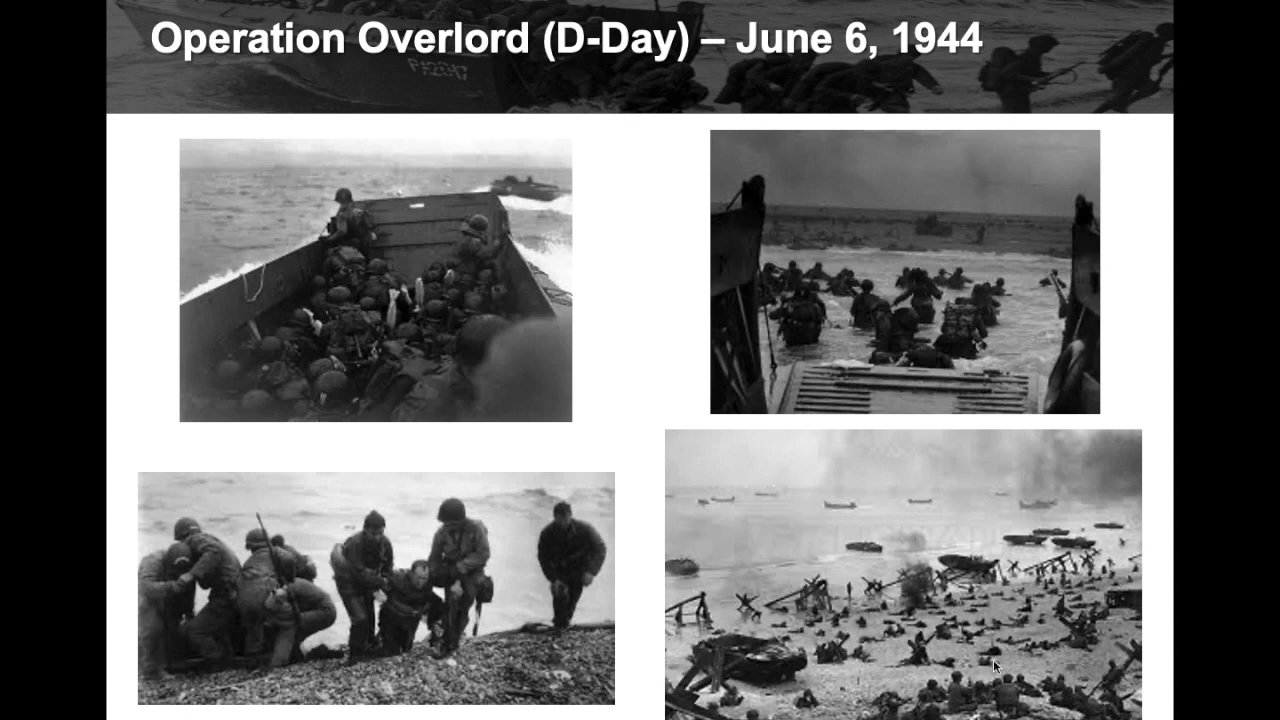 Operation Overlord (D-Day) – June 6, 1944